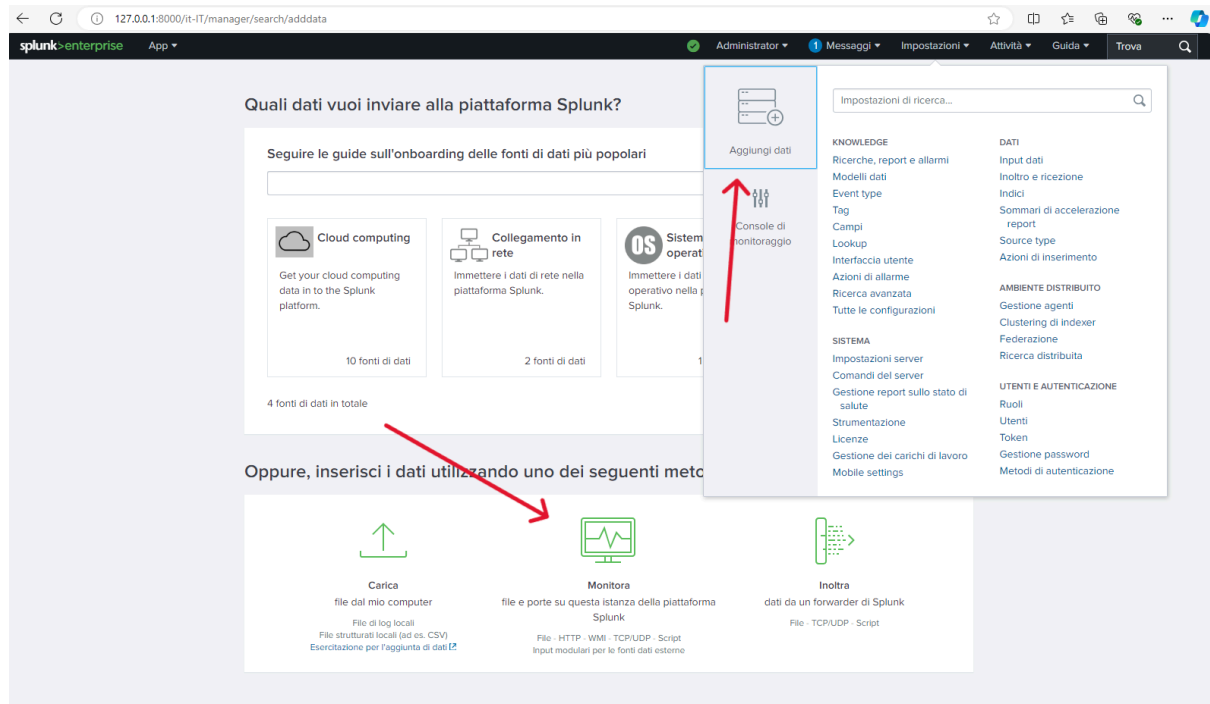 127.0.0.1:8000/it-IT/manager/search/adddata
splunk>enterprise App Administrator 1 Messaggi Impostazioni Attività Guida Trova
Quali dati vuoi inviare alla piattaforma Splunk?
Seguire le guide sull'onboarding delle fonti di dati più popolari
Cloud computing
Get your cloud computing
data in to the Splunk
platform.
10 fonti di dati
Collegamento in
rete
Immettere i dati di rete nella
piattaforma Splunk.
2 fonti di dati
OS
Sistem
operat
Immettere i dati
operativo nella p
Splunk.
1
4 fonti di dati in totale
Oppure, inserisci i dati utilizzando uno dei seguenti meto
Carica
file dal mio computer
File di log locali
File strutturati locali (ad es. CSV)
Esercitazione per l'aggiunta di dati
Monitora
file e porte su questa istanza della piattaforma
Splunk
File - HTTP - WMI - TCP/UDP - Script
Input modulari per le fonti dati esterne
Inoltra
dati da un forwarder di Splunk
File - TCP/UDP - Script
Aggiungi dati
Console di
monitoraggio
Impostazioni di ricerca...
KNOWLEDGE
Ricerche, report e allarmi
Modelli dati
Event type
Tag
Campi
Lookup
Interfaccia utente
Azioni di allarme
Ricerca avanzata
Tutte le configurazioni
SISTEMA
Impostazioni server
Comandi del server
Gestione report sullo stato di
salute
Strumentazione
Licenze
Gestione dei carichi di lavoro
Mobile settings
DATI
Input dati
Inoltro e ricezione
Indici
Sommari di accelerazione
report
Source type
Azioni di inserimento
AMBIENTE DISTRIBUITO
Gestione agenti
Clustering di indexer
Federazione
Ricerca distribuita
UTENTI E AUTENTICAZIONE
Ruoli
Utenti
Token
Gestione password
Metodi di autenticazione